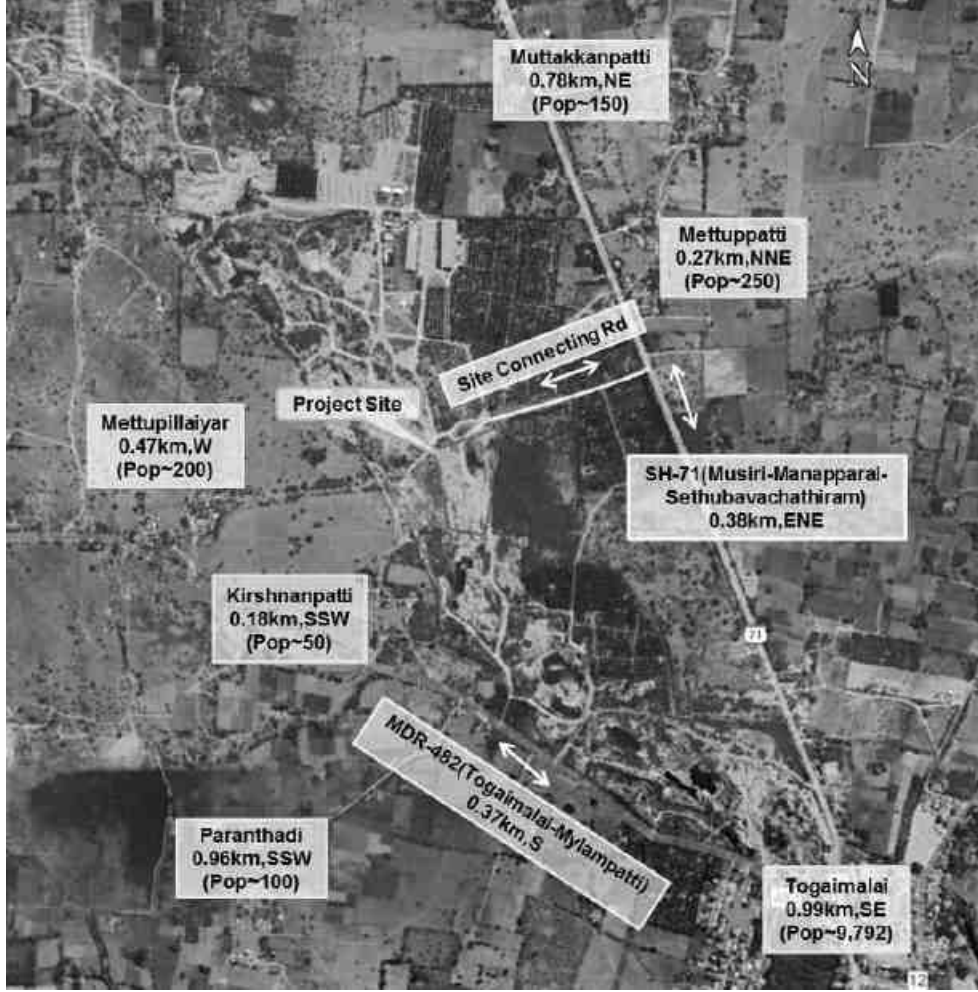 Muttakkanpatti
0.78km,NE
(Pop~150)
N
Mettuppatti
0.27km,NNE
(Pop~250)
Site Connecting Rd
Project Site
Mettupillaiyar
0.47km,W
(Pop~200)
SH-71(Musiri-Manapparai-
Sethubavachathiram)
0.38km,ENE
Kirshnanpatti
0.18km,SSW
(Pop~50)
71
MDR-482(Togaimalai-Mylampatti)
0.37km,S
Paranthadi
0.96km,SSW
(Pop~100)
Togaimalai
0.99km,SE
(Pop~9,792)
12